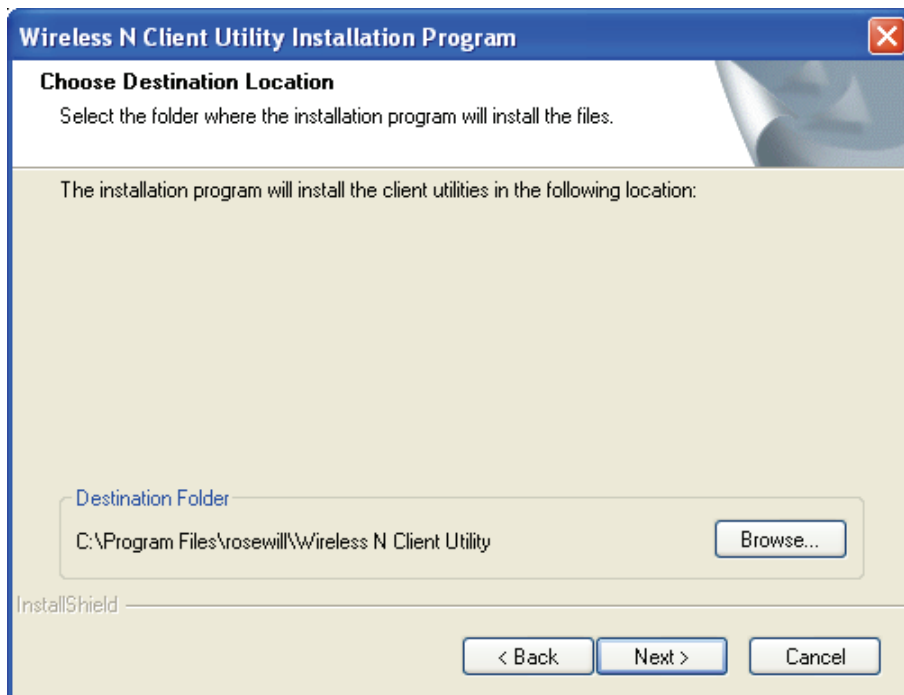 Wireless N Client Utility Installation Program
Choose Destination Location
Select the folder where the installation program will install the files.
The installation program will install the client utilities in the following location:
Destination Folder
C:\Program Files\rosewill\Wireless N Client Utility
Browse...
InstallShield
< Back
Next >
Cancel